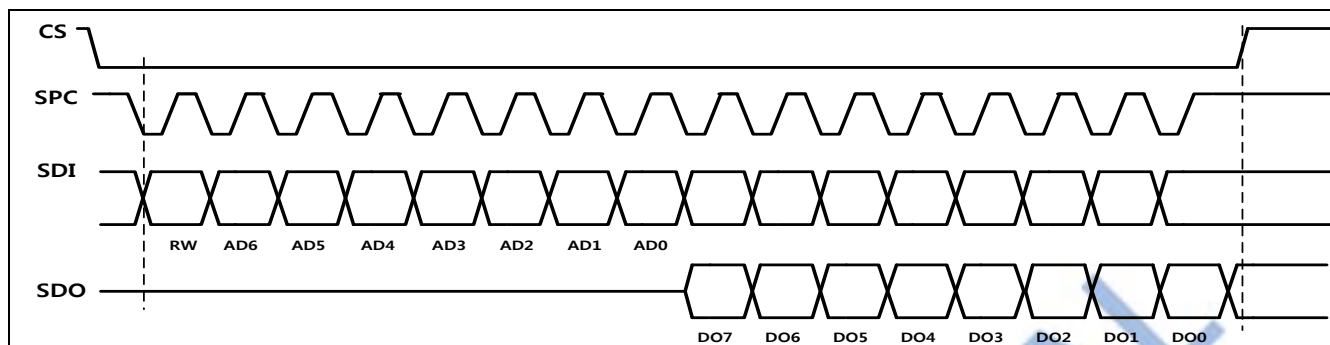 CS
SPC
SDI
RW AD6 AD5 AD4 AD3 AD2 AD1 AD0
SDO
DO7 DO6 DO5 DO4 DO3 DO2 DO1 DO0